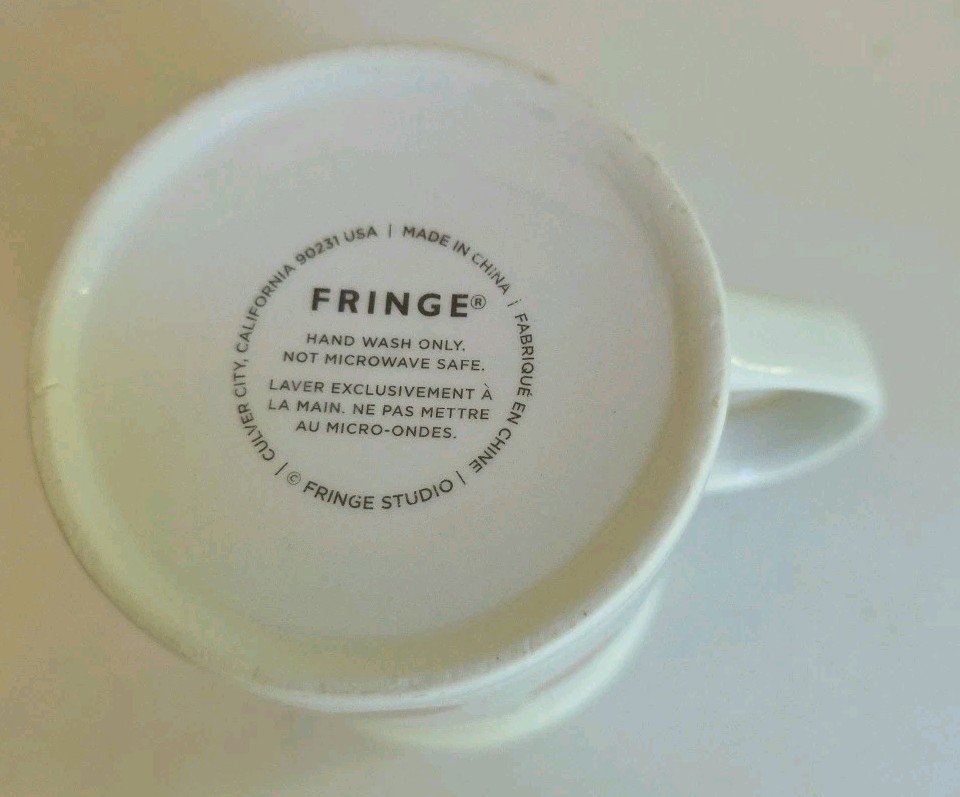 FRINGE®
HAND WASH ONLY.
NOT MICROWAVE SAFE.
LAVER EXCLUSIVEMENT À
LA MAIN. NE PAS METTRE
AU MICRO-ONDES.
© FRINGE STUDIO | CULVER CITY, CALIFORNIA 90231 USA | MADE IN CHINA | FABRIQUÉ EN CHINE |